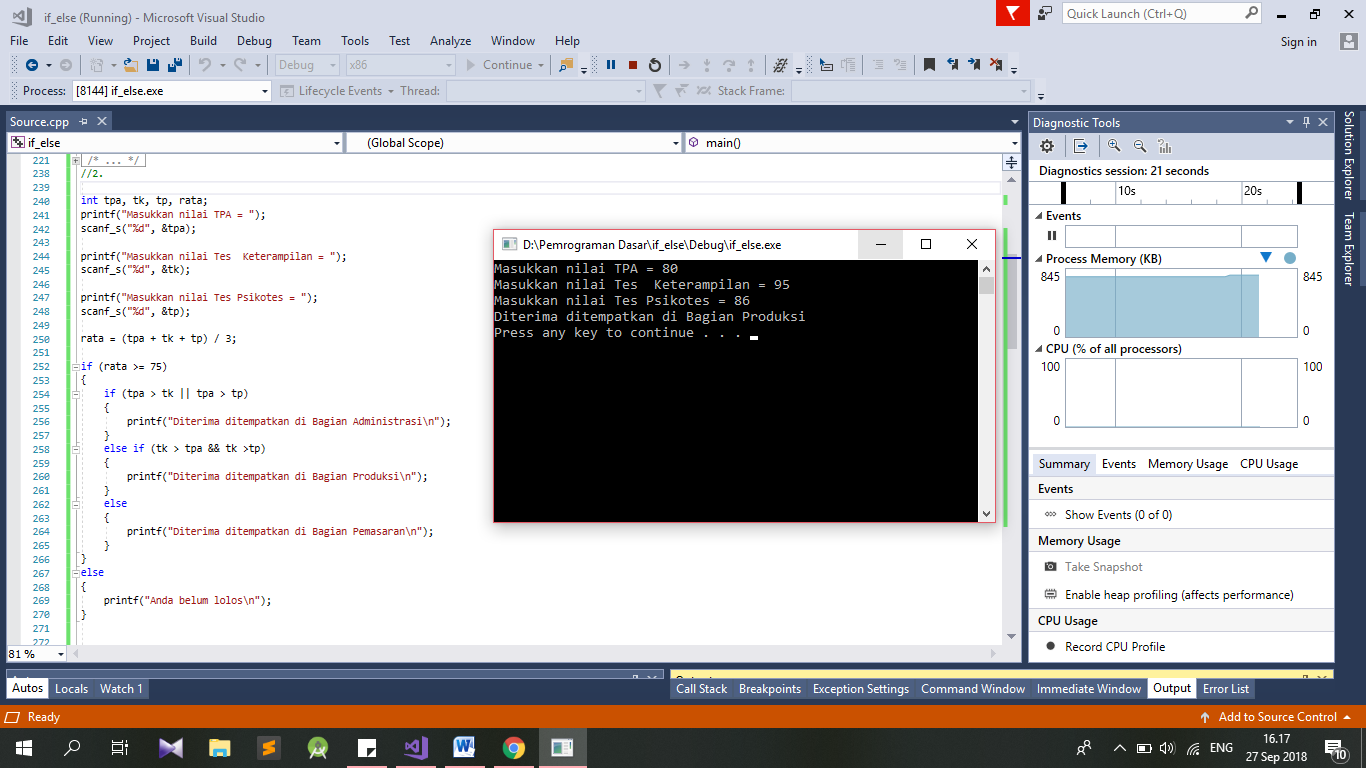 if_else (Running) - Microsoft Visual Studio
Quick Launch (Ctrl+Q)
File Edit View Project Build Debug Team Tools Test Analyze Window Help
Sign in
Debug x86 Continue
Process: [8144] if_else.exe Lifecycle Events Thread: Stack Frame:
Source.cpp
if_else (Global Scope) main()
221 /* ... */
238 //2.
239
240 int tpa, tk, tp, rata;
241 printf("Masukkan nilai TPA = ");
242 scanf_s("%d", &tpa);
243
244 printf("Masukkan nilai Tes  Keterampilan = ");
245 scanf_s("%d", &tk);
246
247 printf("Masukkan nilai Tes Psikotes = ");
248 scanf_s("%d", &tp);
249
250 rata = (tpa + tk + tp) / 3;
251
252 if (rata >= 75)
253 {
254 if (tpa > tk || tpa > tp)
255 {
256 printf("Diterima ditempatkan di Bagian Administrasi\n");
257 }
258 else if (tk > tpa && tk >tp)
259 {
260 printf("Diterima ditempatkan di Bagian Produksi\n");
261 }
262 else
263 {
264 printf("Diterima ditempatkan di Bagian Pemasaran\n");
265 }
266 }
267 else
268 {
269 printf("Anda belum lolos\n");
270 }
271
272
81 %
D:\Pemrograman Dasar\if_else\Debug\if_else.exe
Masukkan nilai TPA = 80
Masukkan nilai Tes  Keterampilan = 95
Masukkan nilai Tes Psikotes = 86
Diterima ditempatkan di Bagian Produksi
Press any key to continue . . .
Diagnostic Tools
Diagnostics session: 21 seconds
10s 20s
Events
Process Memory (KB)
845 845
0 0
CPU (% of all processors)
100 100
0 0
Summary Events Memory Usage CPU Usage
Events
Show Events (0 of 0)
Memory Usage
Take Snapshot
Enable heap profiling (affects performance)
CPU Usage
Record CPU Profile
Solution Explorer
Team Explorer
Autos Locals Watch 1
Call Stack Breakpoints Exception Settings Command Window Immediate Window Output Error List
Ready
Add to Source Control
ENG
16.17
27 Sep 2018
10